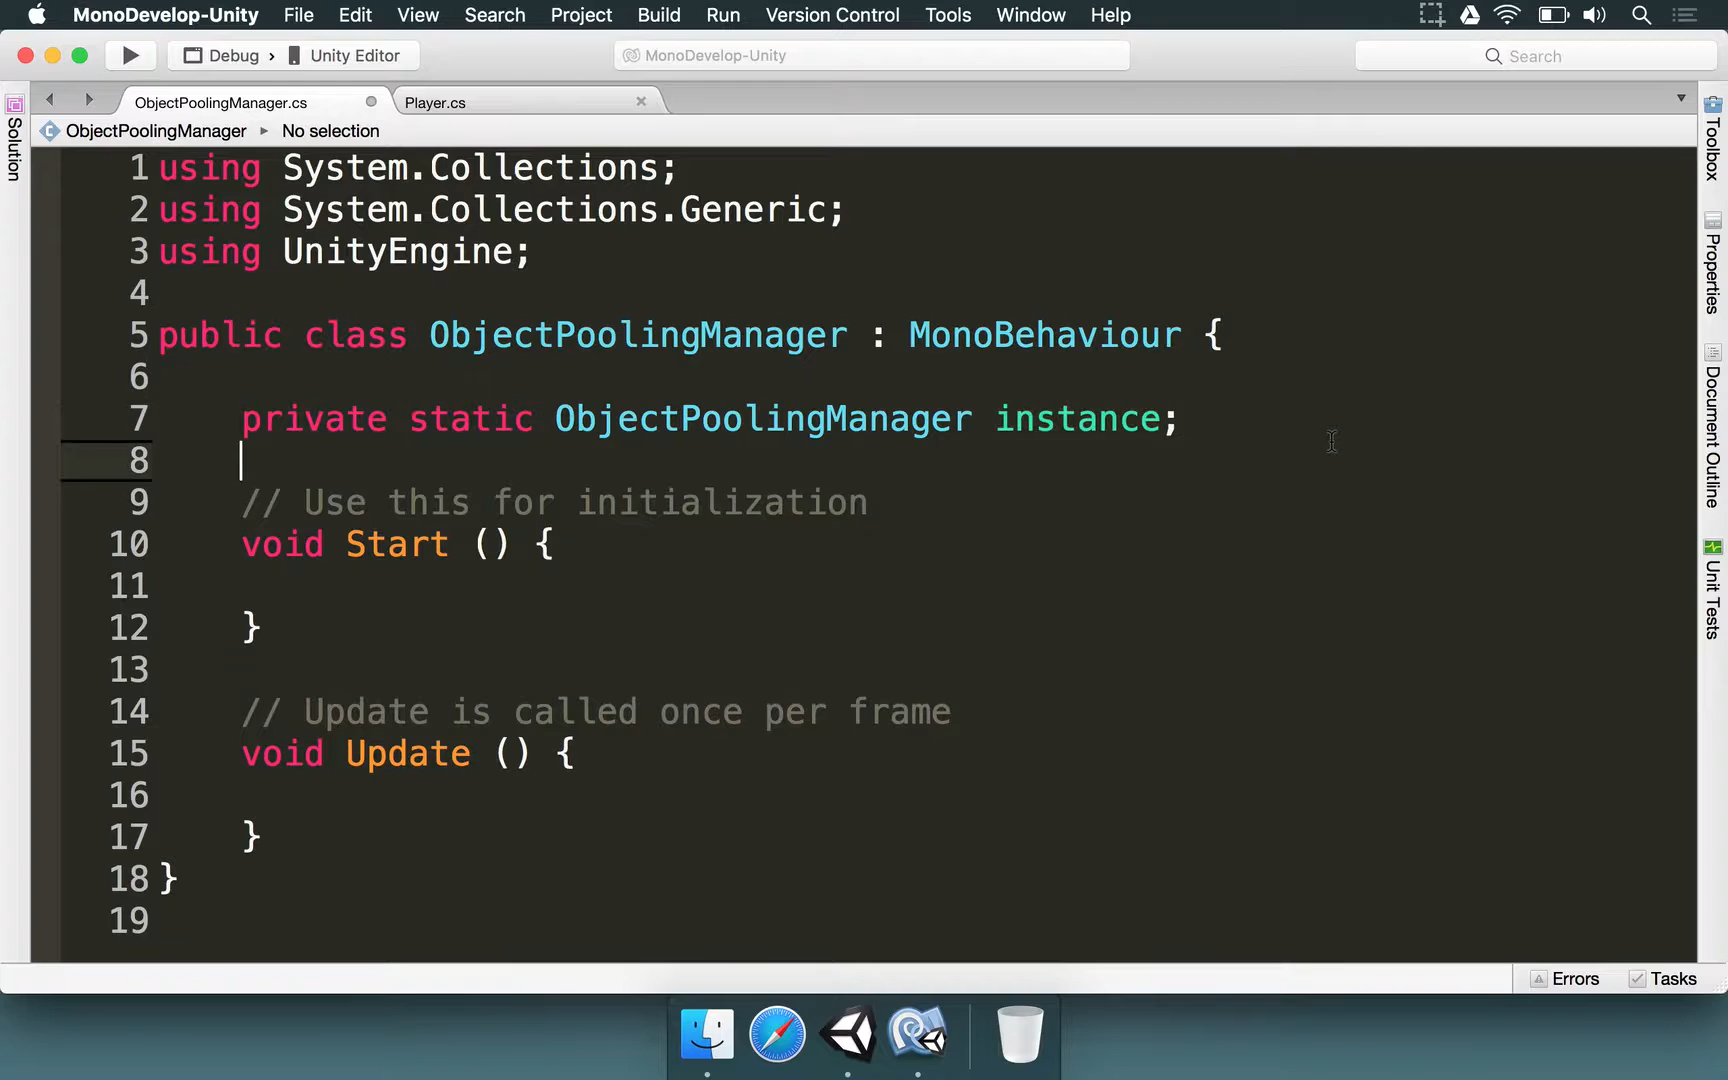 MonoDevelop-Unity File Edit View Search Project Build Run Version Control Tools Window Help
Debug › Unity Editor MonoDevelop-Unity Search
ObjectPoolingManager.cs Player.cs
ObjectPoolingManager ▸ No selection
Solution
1 using System.Collections;
2 using System.Collections.Generic;
3 using UnityEngine;
4
5 public class ObjectPoolingManager : MonoBehaviour {
6
7 private static ObjectPoolingManager instance;
8
9 // Use this for initialization
10 void Start () {
11
12 }
13
14 // Update is called once per frame
15 void Update () {
16
17 }
18 }
19
Toolbox
Properties
Document Outline
Unit Tests
Errors Tasks